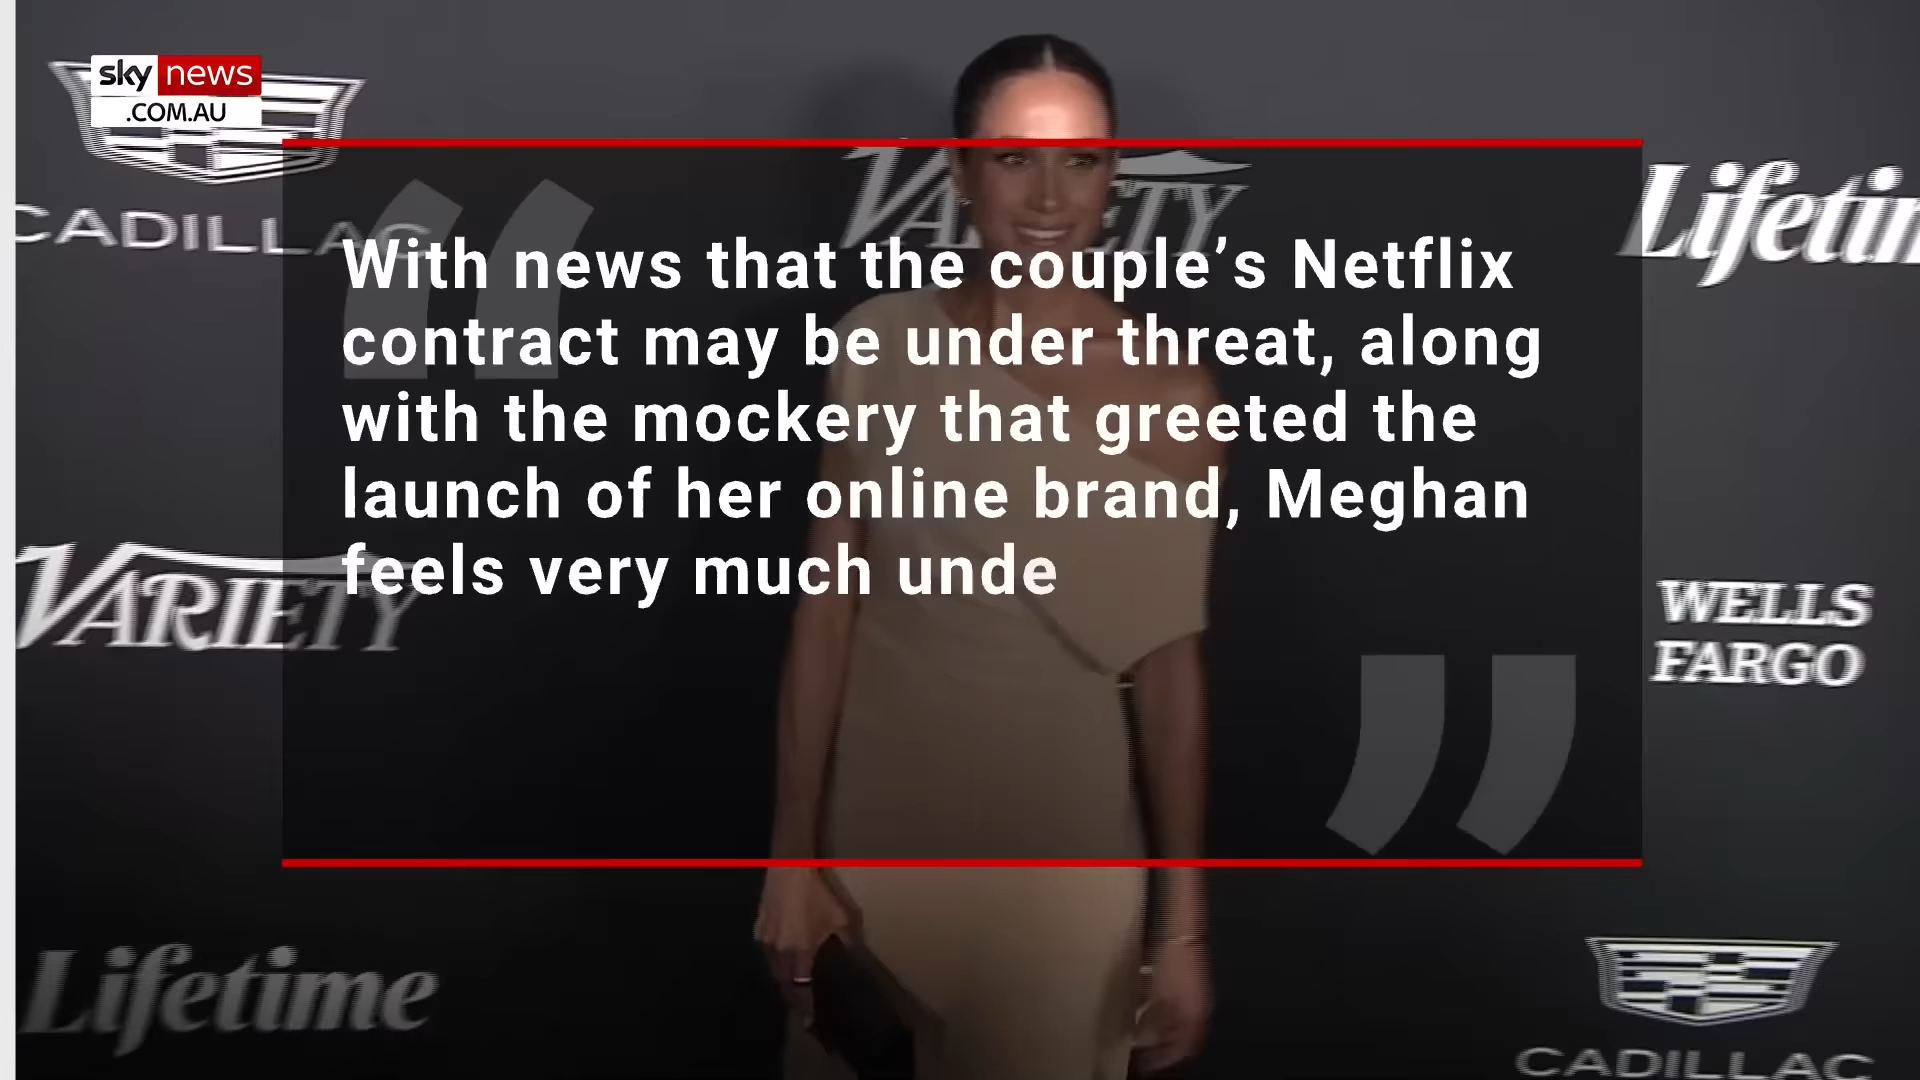 sky news
.COM.AU
CADILLAC
VARIETY
Lifetim
With news that the couple’s Netflix
contract may be under threat, along
with the mockery that greeted the
launch of her online brand, Meghan
feels very much unde
VARIETY
WELLS
FARGO
Lifetime
CADILLAC